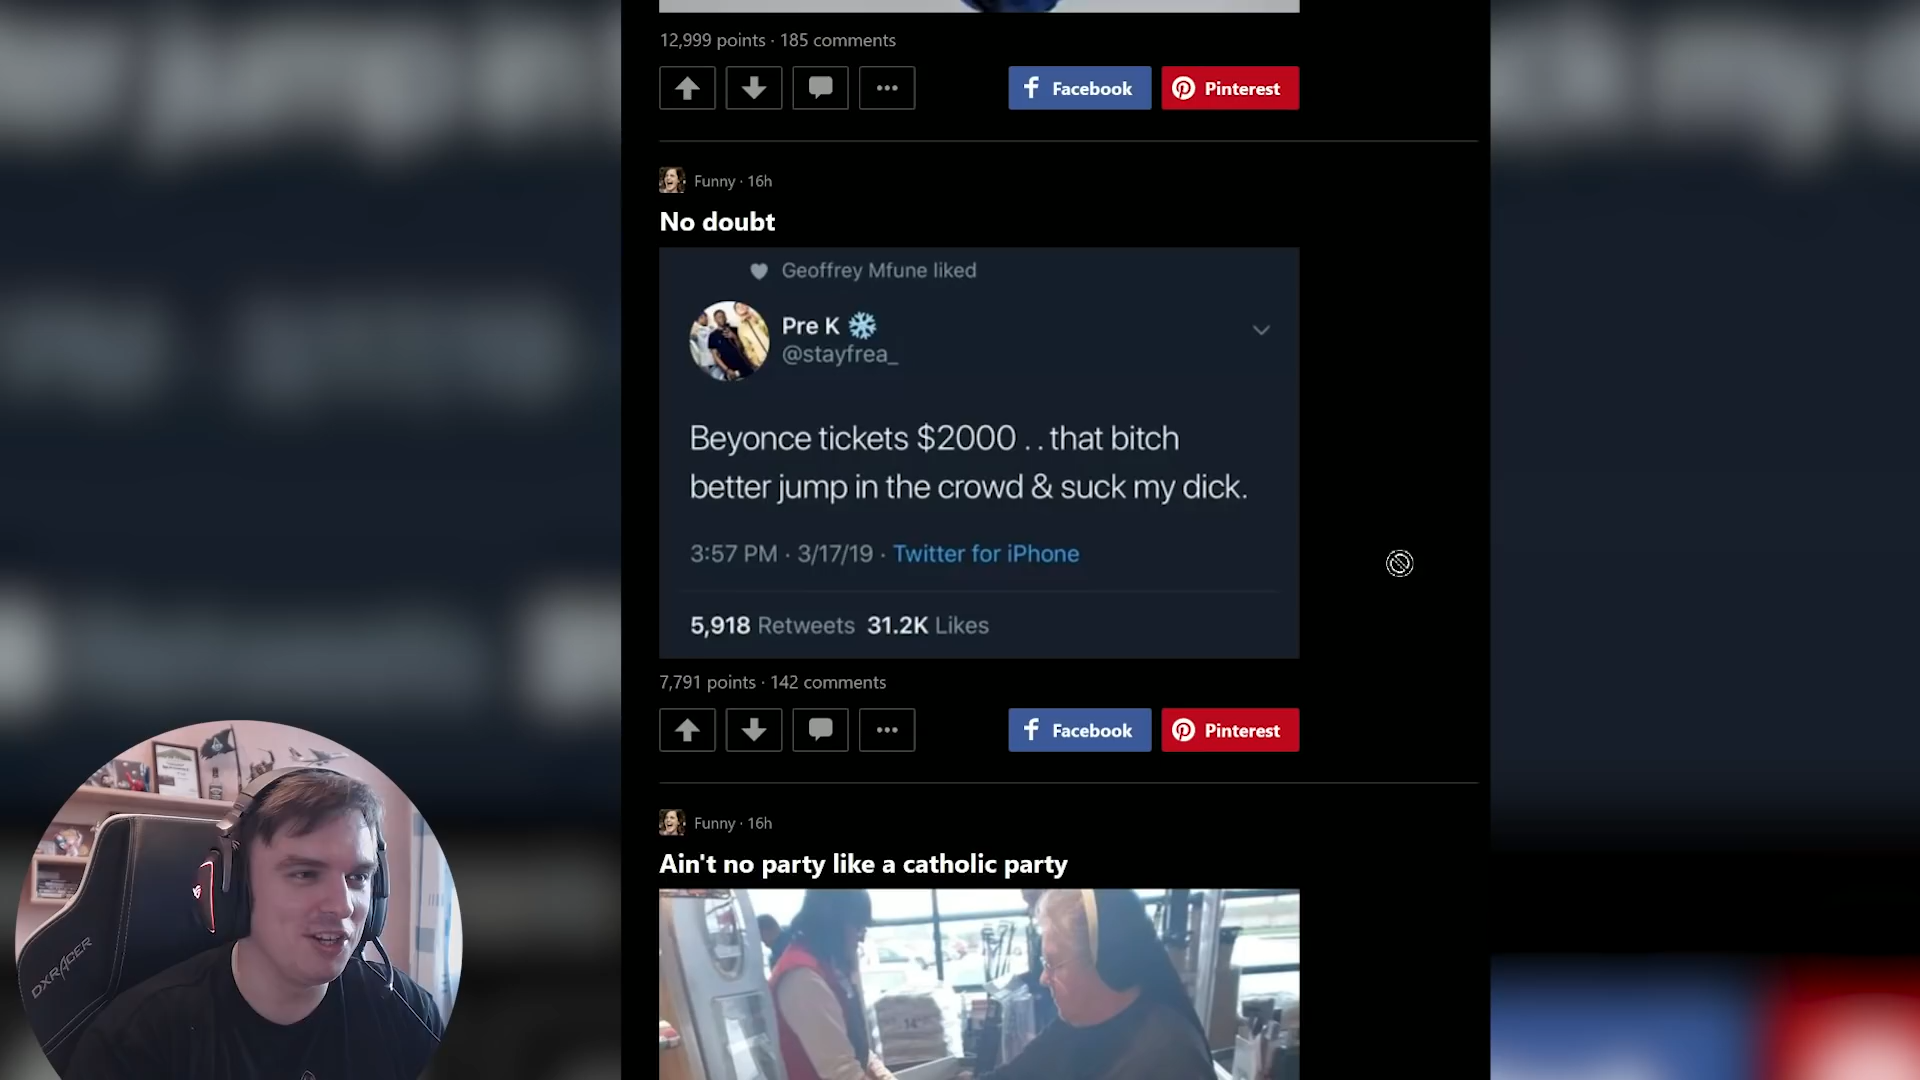 12,999 points · 185 comments
Facebook
Pinterest
Funny · 16h
No doubt
Geoffrey Mfune liked
Pre K
@stayfrea_
Beyonce tickets $2000 . . that bitch
better jump in the crowd & suck my dick.
3:57 PM · 3/17/19 · Twitter for iPhone
5,918 Retweets 31.2K Likes
7,791 points · 142 comments
Facebook
Pinterest
Funny · 16h
Ain't no party like a catholic party
DXRACER